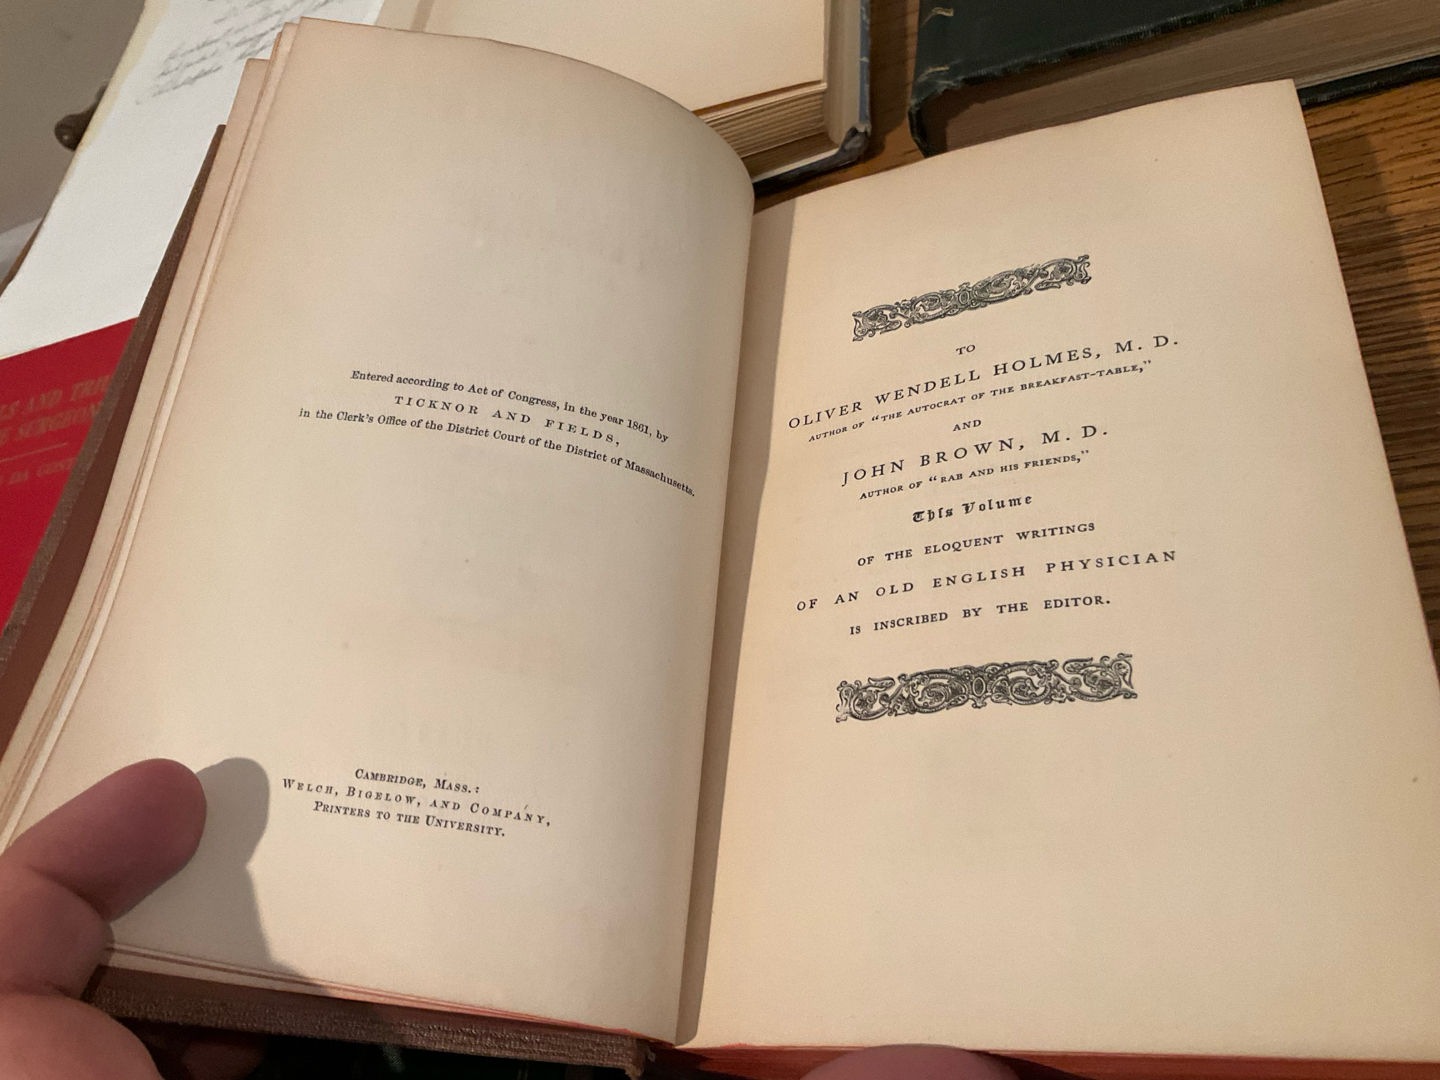 Entered according to Act of Congress, in the year 1861, by
TICKNOR AND FIELDS,
in the Clerk's Office of the District Court of the District of Massachusetts.
CAMBRIDGE, MASS.:
WELCH, BIGELOW, AND COMPANY,
PRINTERS TO THE UNIVERSITY.
TO
OLIVER WENDELL HOLMES, M. D.
AUTHOR OF "THE AUTOCRAT OF THE BREAKFAST-TABLE,"
AND
JOHN BROWN, M. D.
AUTHOR OF "RAB AND HIS FRIENDS,"
This Volume
OF THE ELOQUENT WRITINGS
OF AN OLD ENGLISH PHYSICIAN
IS INSCRIBED BY THE EDITOR.
AND